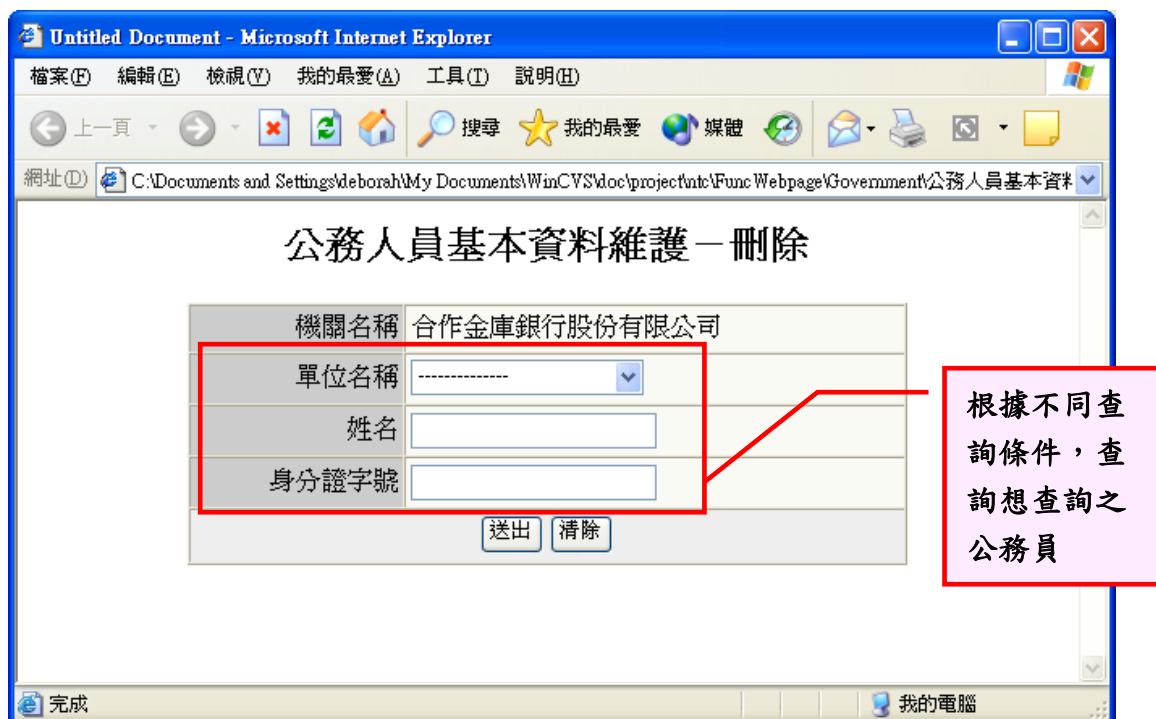 Untitled Document - Microsoft Internet Explorer
檔案(F) 編輯(E) 檢視(V) 我的最愛(A) 工具(T) 說明(H)
上一頁 搜尋 我的最愛 媒體
網址(D) C:\Documents and Settings\deborah\My Documents\WinCVS\doc\project\ntc\Func Webpage\Government\公務人員基本資料
公務人員基本資料維護－刪除
機關名稱 合作金庫銀行股份有限公司
單位名稱 --------------
姓名
身分證字號
送出 清除
根據不同查
詢條件，查
詢想查詢之
公務員
完成 我的電腦